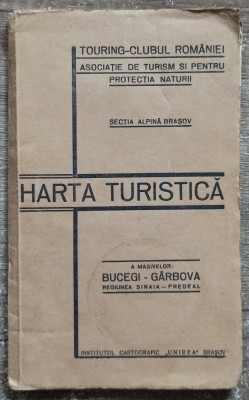 TOURING-CLUBUL ROMÂNIEI
ASOCIAȚIE DE TURISM SI PENTRU
PROTECȚIA NATURII
SECȚIA ALPINĂ BRAȘOV
HARTA TURISTICĂ
A MASIVELOR:
BUCEGI - GÂRBOVA
REGIUNEA SINAIA - PREDEAL
INSTITUTUL CARTOGRAFIC „UNIREA" BRAȘOV